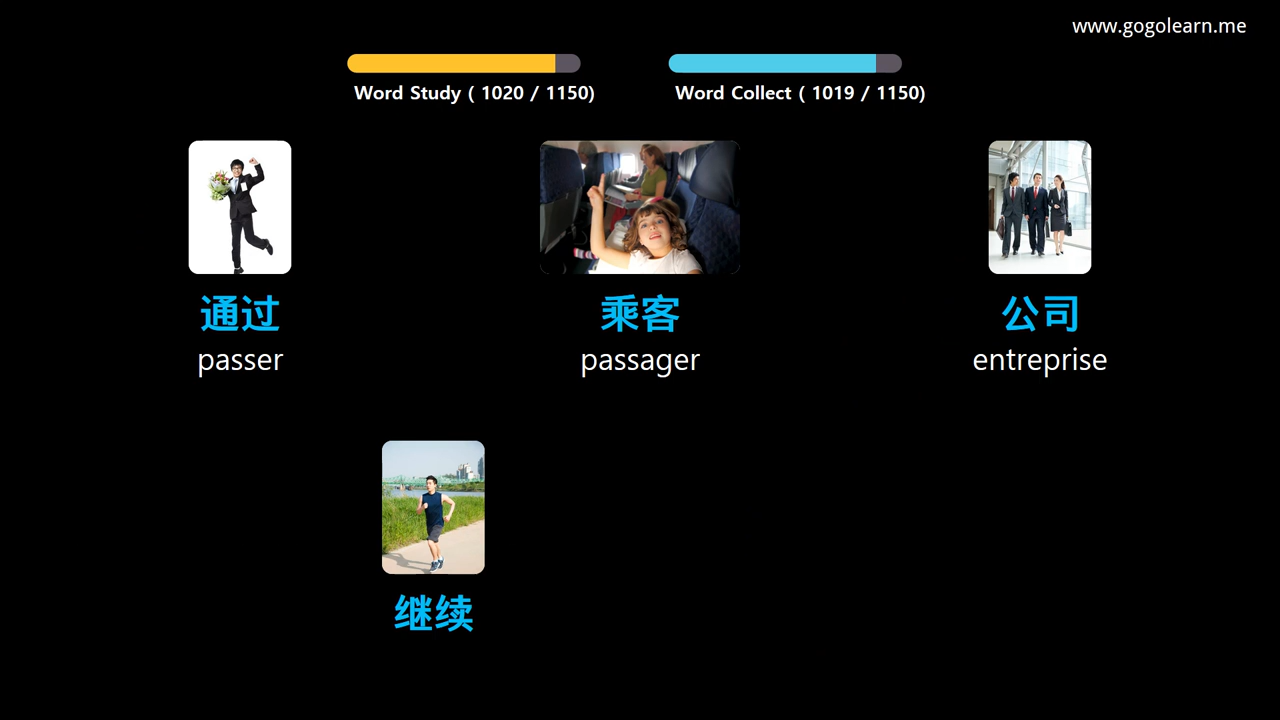 www.gogolearn.me
Word Study ( 1020 / 1150)
Word Collect ( 1019 / 1150)
通过
乘客
公司
passer
passager
entreprise
继续